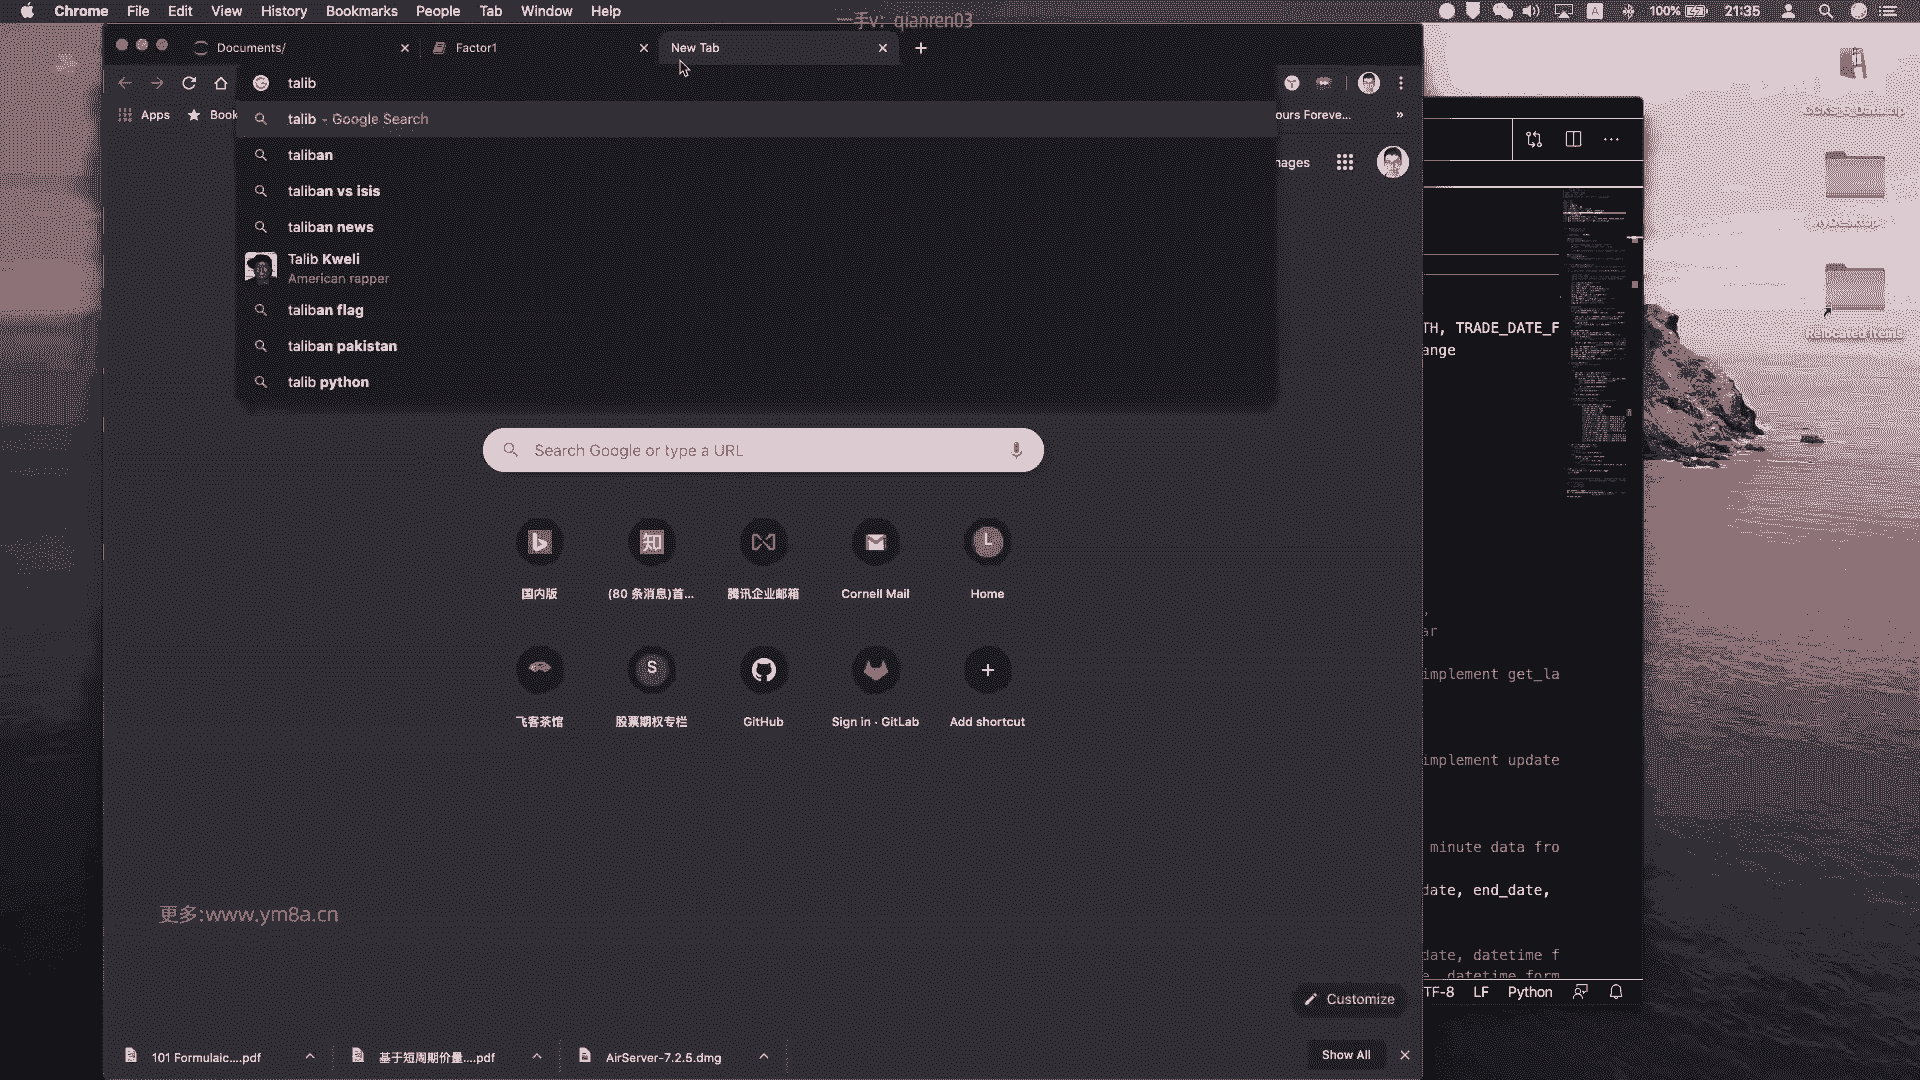 Chrome File Edit View History Bookmarks People Tab Window Help
100% 21:35
一手v：qianren03
Documents/
Factor1
New Tab
talib
Apps
Book
ours Foreve...
»
talib - Google Search
taliban
taliban vs isis
taliban news
Talib Kweli
American rapper
taliban flag
taliban pakistan
talib python
nages
Search Google or type a URL
国内版
(80 条消息)首...
腾讯企业邮箱
Cornell Mail
L
Home
飞客茶馆
S
股票期权专栏
GitHub
Sign in · GitLab
Add shortcut
更多:www.ym8a.cn
Customize
101 Formulaic....pdf
基于短周期价量....pdf
AirServer-7.2.5.dmg
Show All
TH, TRADE_DATE_F
ange
ar
implement get_la
implement update
minute data fro
date, end_date,
date, datetime f
e, datetime form
TF-8 LF Python
Relocated Items